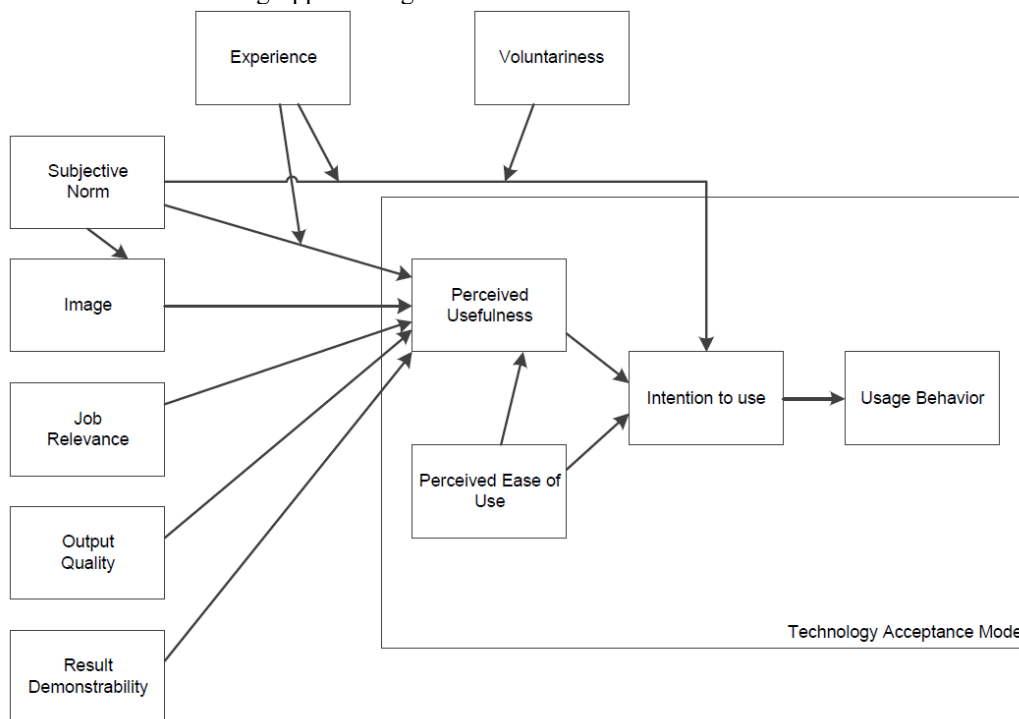 Experience
Voluntariness
Subjective
Norm
Image
Perceived
Usefulness
Job
Relevance
Intention to use
Usage Behavior
Perceived Ease of
Use
Output
Quality
Technology Acceptance Mode
Result
Demonstrability